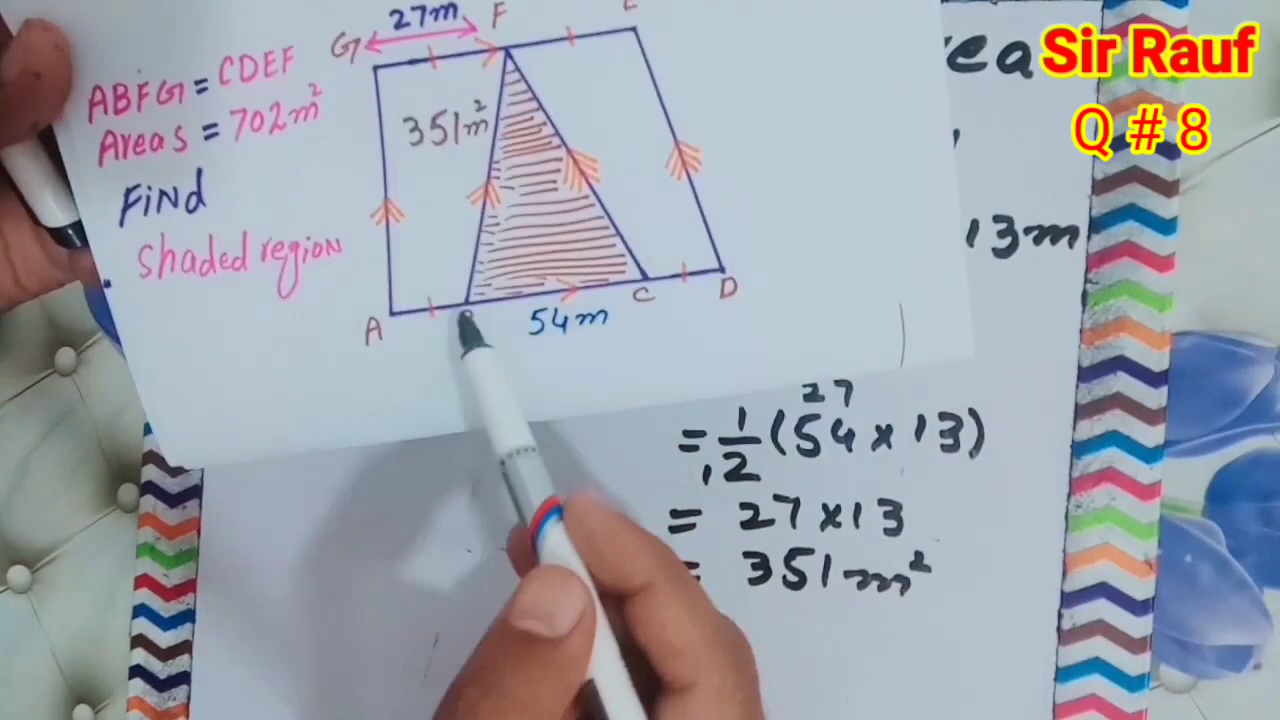 27m
G F
ABFG = CDEF
Areas = 702m²
Find
Shaded region
351m²
A C D
54m
ea
Sir Rauf
Q # 8
13m
27
= 1/2 (54 x 13)
1
= 27 x 13
= 351m²